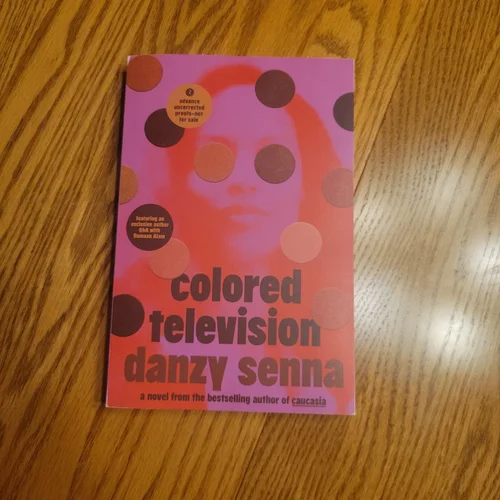 advance
uncorrected
proofs—not
for sale
featuring an
exclusive author
Q&A with
Rumaan Alam
colored
television
danzy senna
a novel from the bestselling author of caucasia